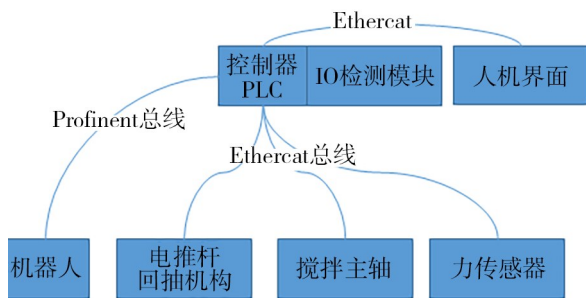 Ethercat
控制器
PLC
IO检测模块
人机界面
Profinent总线
Ethercat总线
机器人
电推杆
回抽机构
搅拌主轴
力传感器